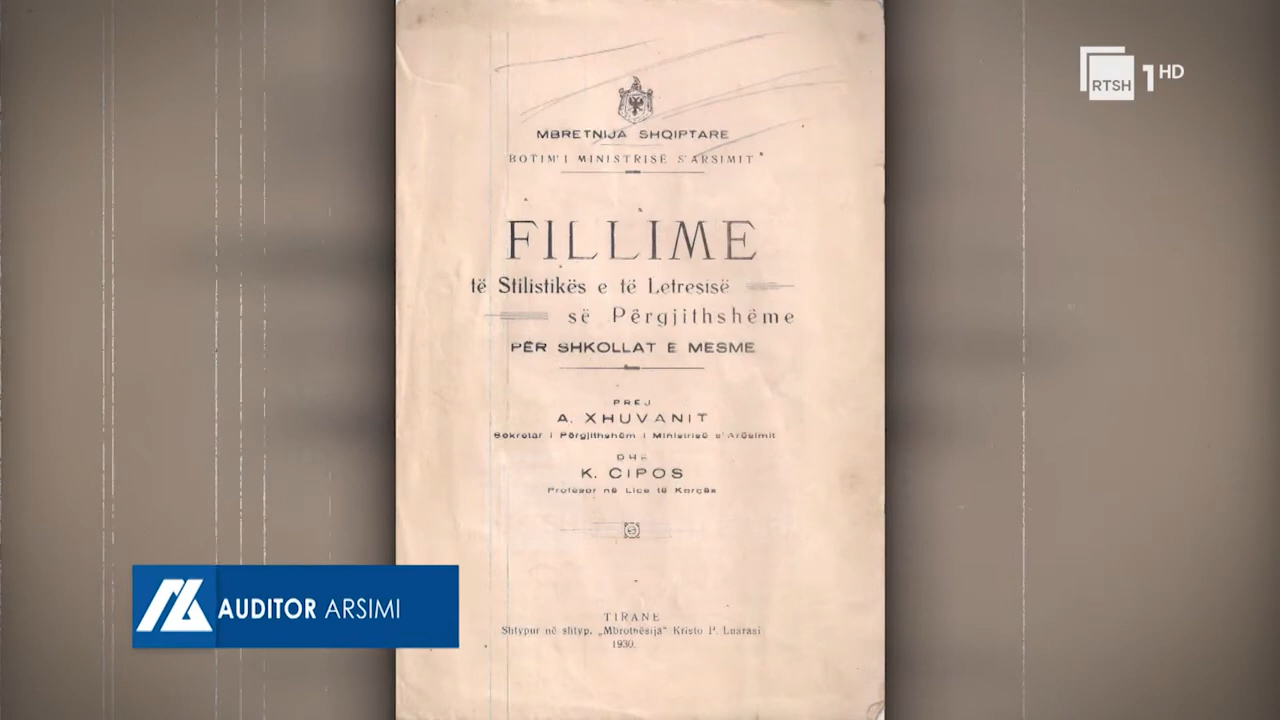 RTSH 1 HD
MBRETNIJA SHQIPTARE
BOTIM'I MINISTRISË S'ARSIMIT
FILLIME
të Stilistikës e të Letresisë
së Përgjithshëme
PËR SHKOLLAT E MESME
PREJ
A. XHUVANIT
Sekretar i Përgjithshëm i Ministrisë s'Arësimit
DHE
K. CIPOS
Profesor në Lice të Korçës
AUDITOR ARSIMI
TIRANE
Shtypur në shtyp. „Mbrothësija" Kristo P. Luarasi
1930.